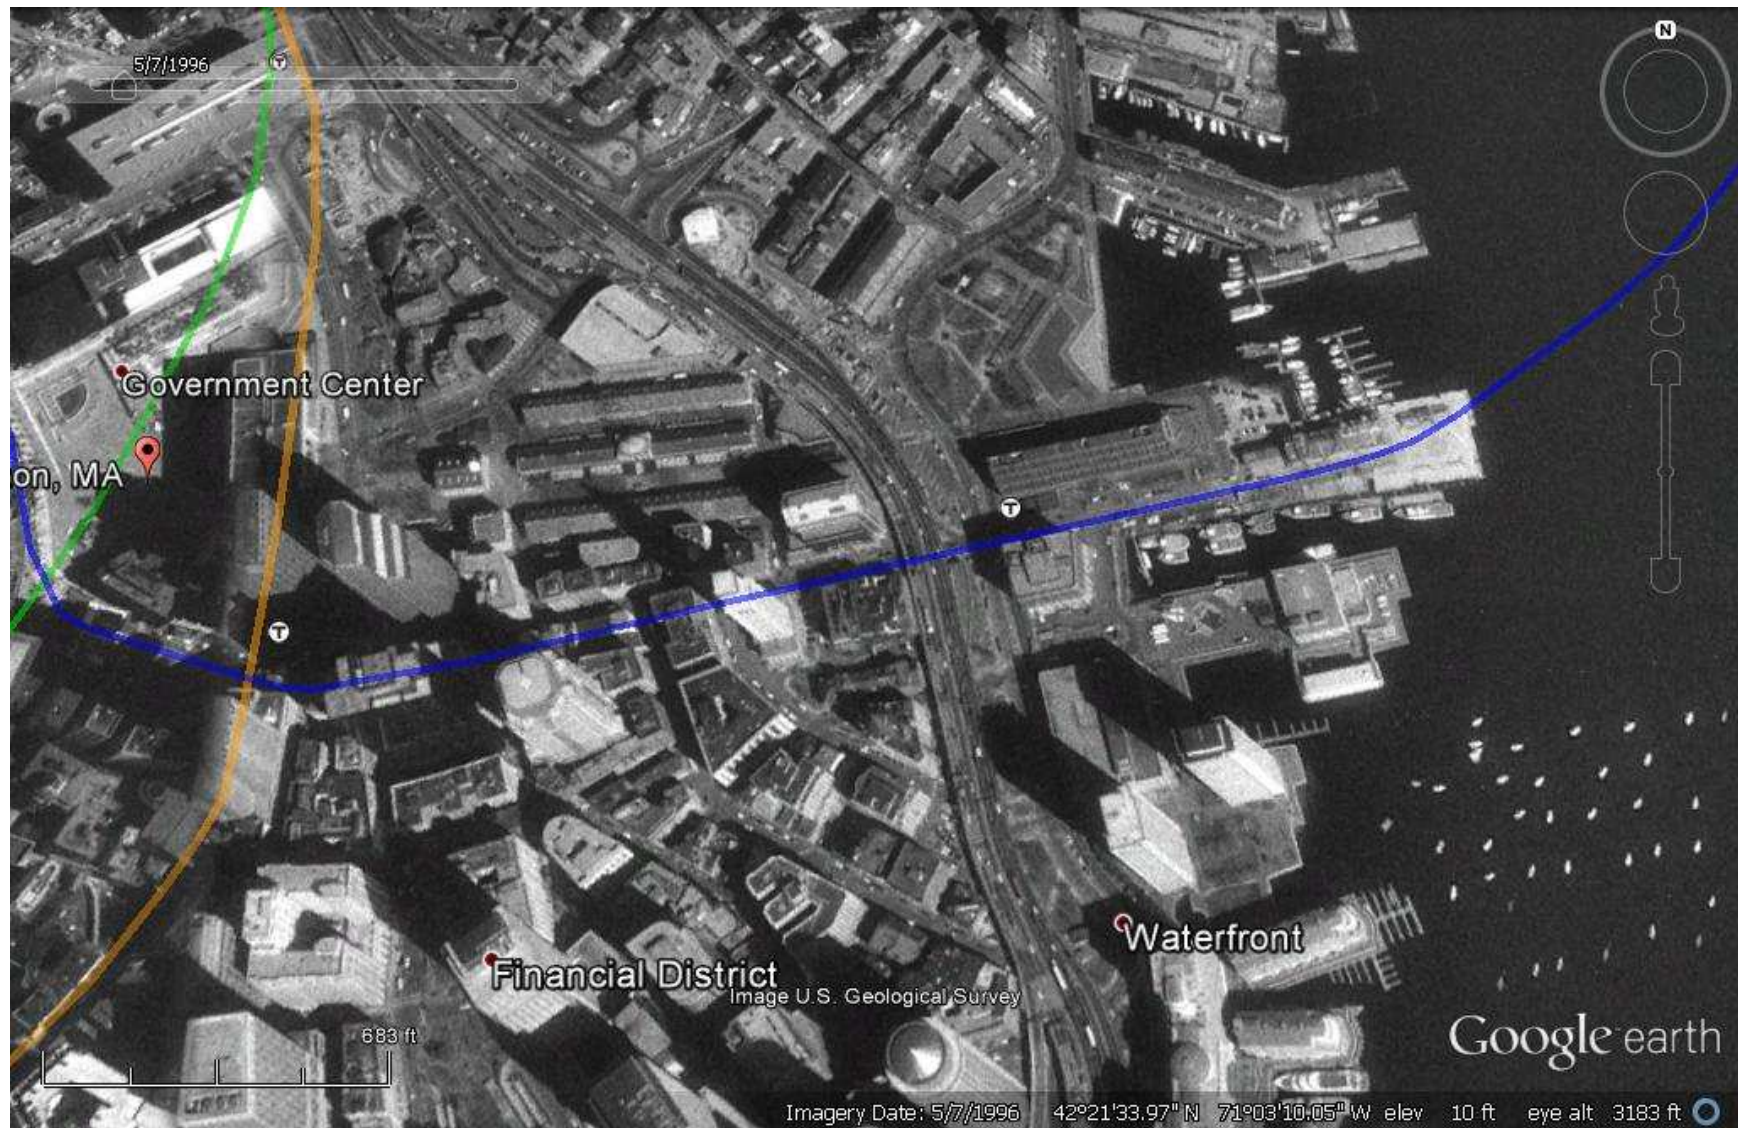 N
5/7/1996
T
Government Center
on, MA
T
T
Waterfront
Financial District
Image U.S. Geological Survey
683 ft
Google earth
Imagery Date: 5/7/1996 42°21'33.97" N 71°03'10.05" W elev 10 ft eye alt 3183 ft